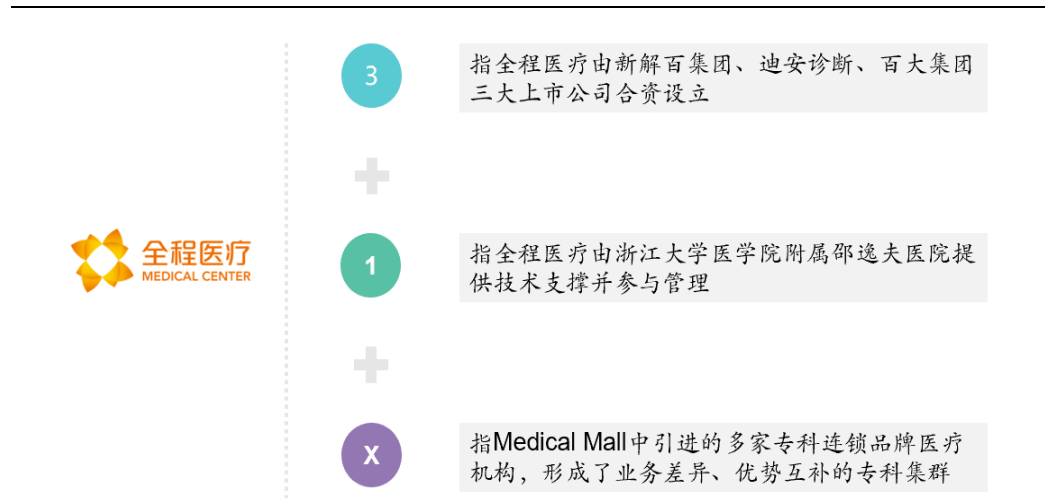 3
指全程医疗由新解百集团、迪安诊断、百大集团
三大上市公司合资设立
全程医疗
MEDICAL CENTER
1
指全程医疗由浙江大学医学院附属邵逸夫医院提
供技术支撑并参与管理
X
指Medical Mall中引进的多家专科连锁品牌医疗
机构，形成了业务差异、优势互补的专科集群